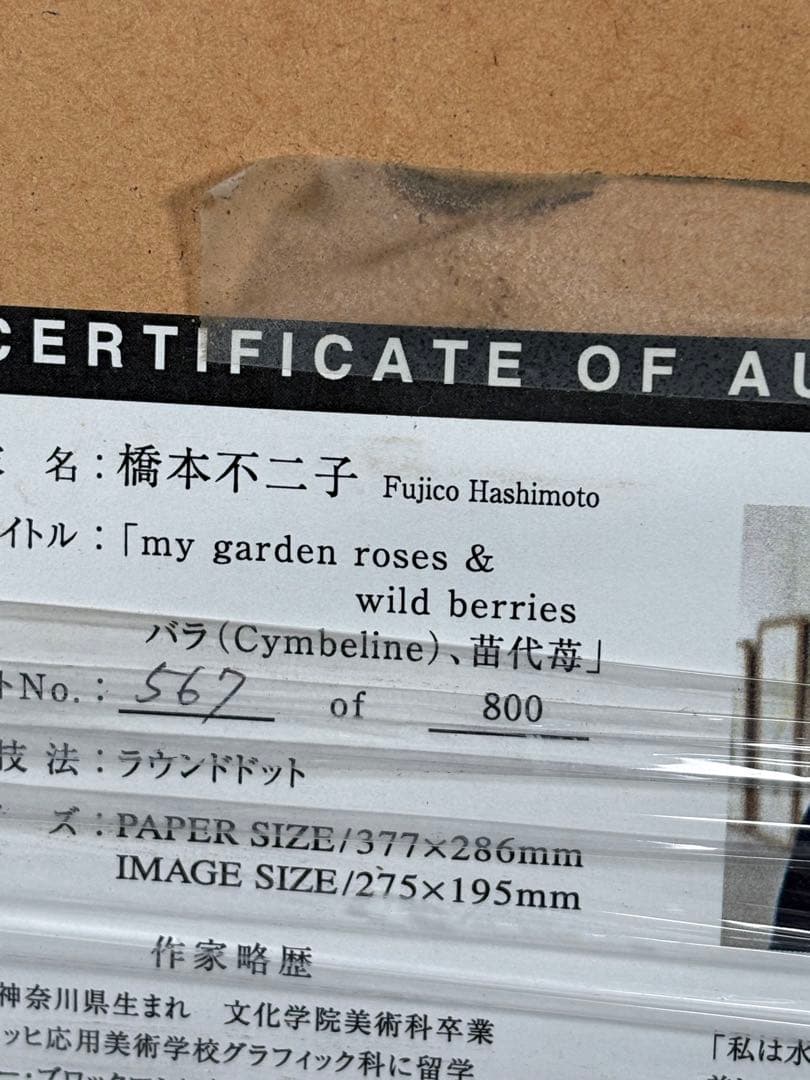 CERTIFICATE OF AU
名：橋本不二子 Fujico Hashimoto
イトル：「my garden roses &
wild berries
バラ（Cymbeline）、苗代苺」
トNo.：567 of 800
技法：ラウンドドット
ズ：PAPER SIZE/377×286mm
IMAGE SIZE/275×195mm
作家略歴
神奈川県生まれ 文化学院美術科卒業
ッヒ応用美術学校グラフィック科に留学
「私は水